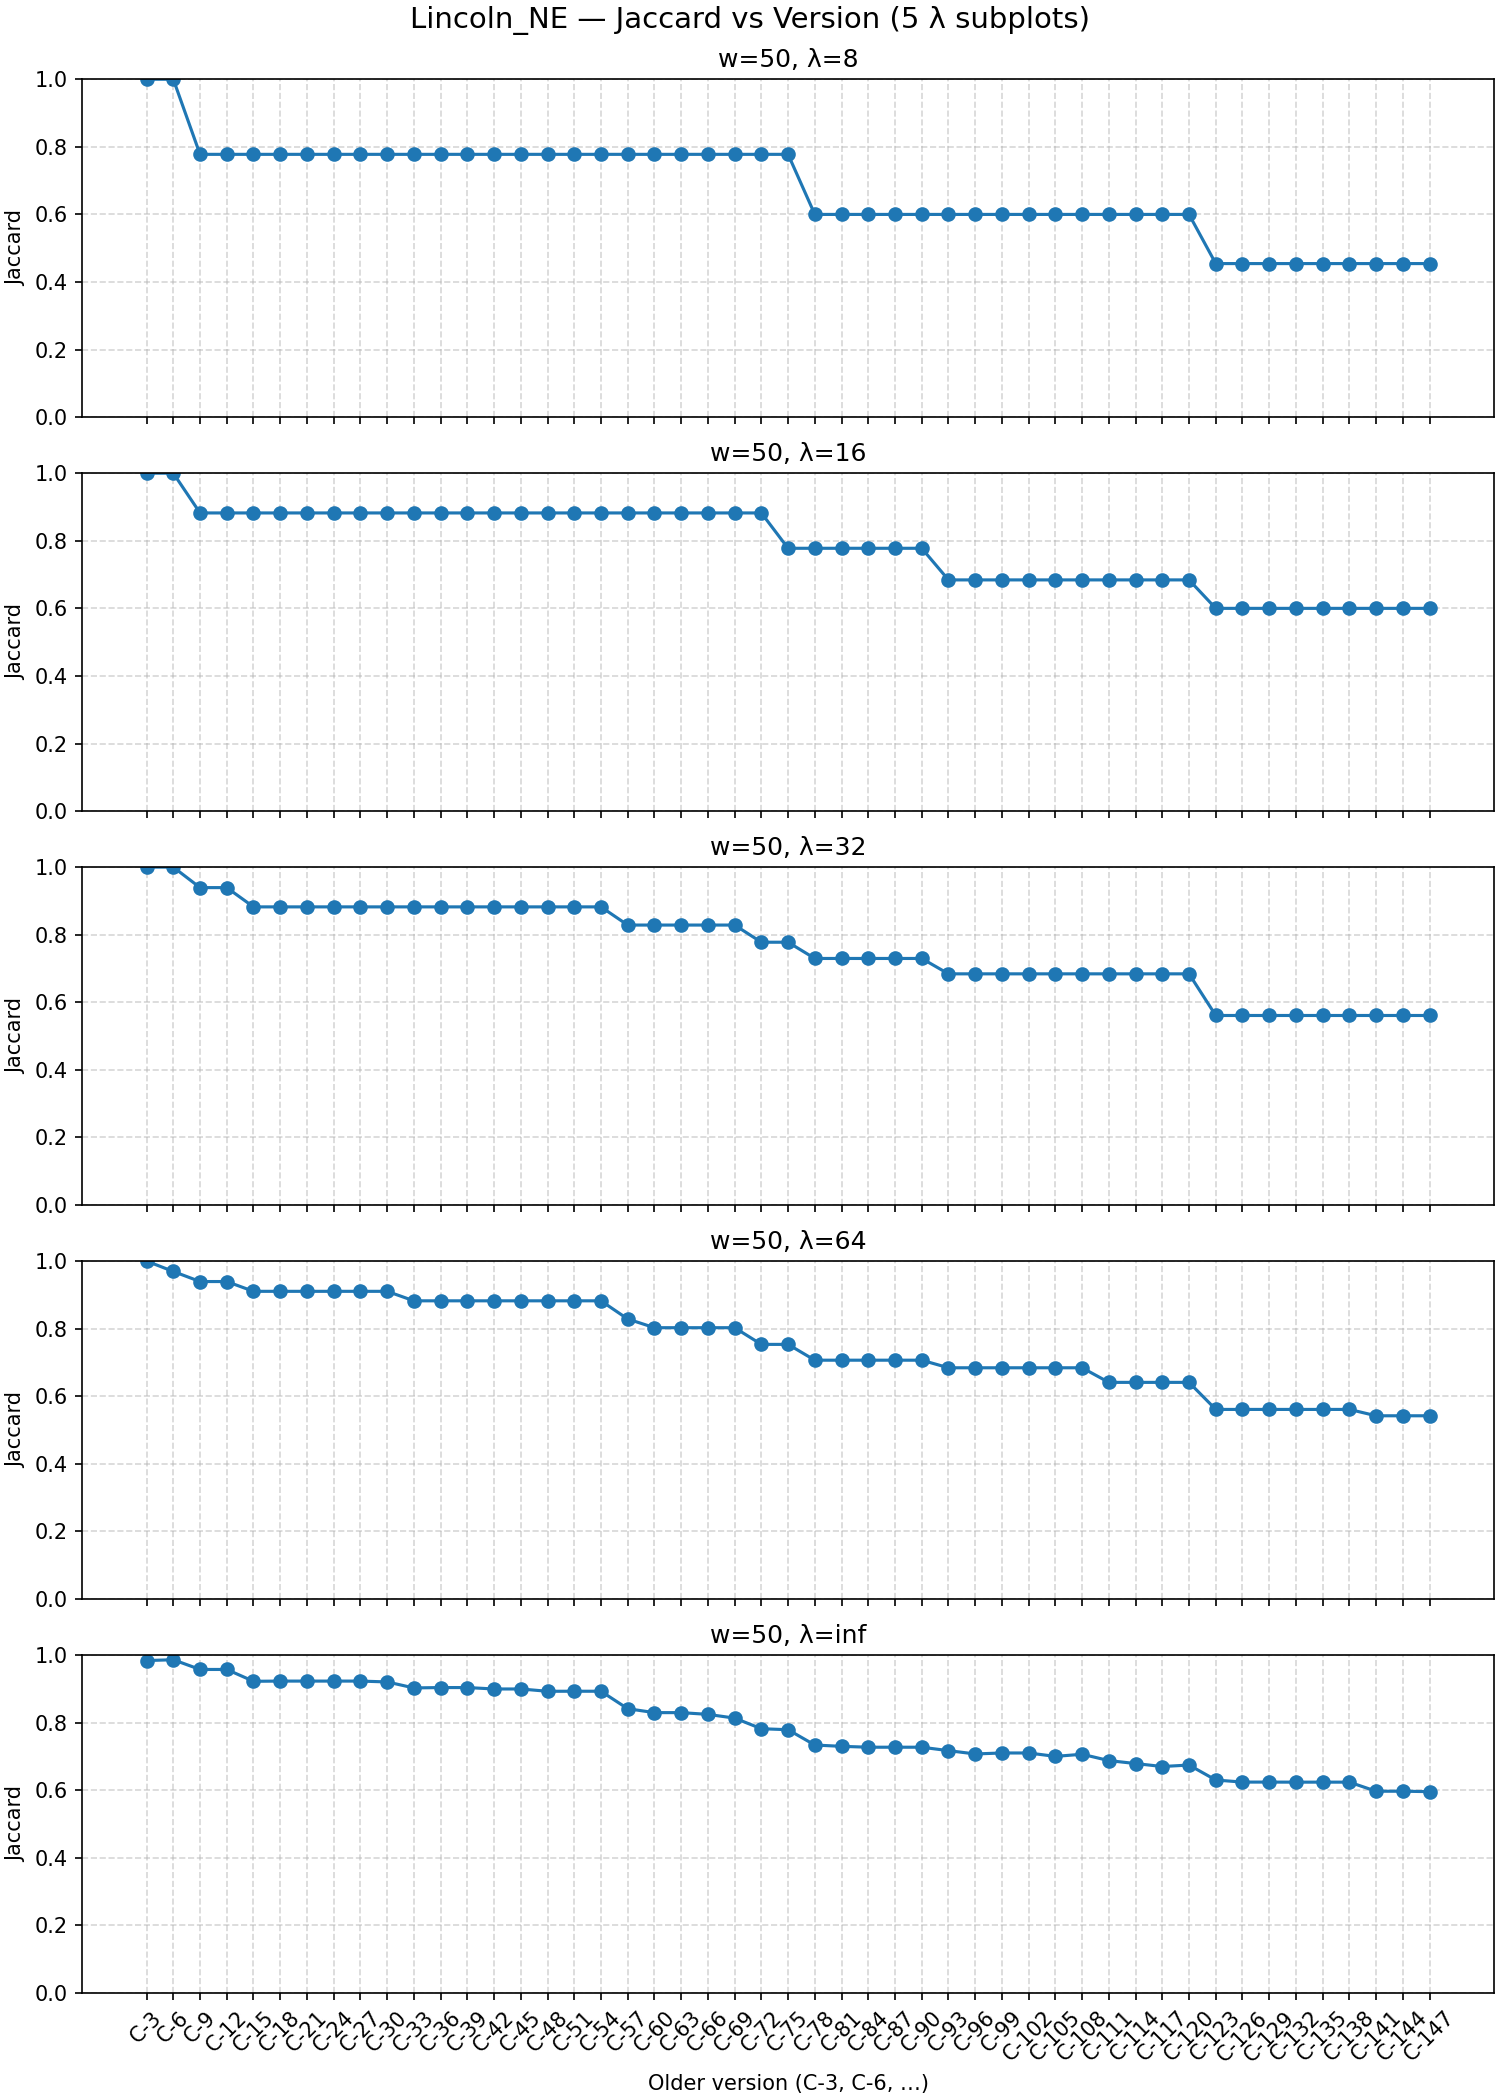 Lincoln_NE — Jaccard vs Version (5 λ subplots)
w=50, λ=8
1.0
0.8
0.6
0.4
0.2
0.0
Jaccard
w=50, λ=16
1.0
0.8
0.6
0.4
0.2
0.0
Jaccard
w=50, λ=32
1.0
0.8
0.6
0.4
0.2
0.0
Jaccard
w=50, λ=64
1.0
0.8
0.6
0.4
0.2
0.0
Jaccard
w=50, λ=inf
1.0
0.8
0.6
0.4
0.2
0.0
Jaccard
C-3
C-6
C-9
C-12
C-15
C-18
C-21
C-24
C-27
C-30
C-33
C-36
C-39
C-42
C-45
C-48
C-51
C-54
C-57
C-60
C-63
C-66
C-69
C-72
C-75
C-78
C-81
C-84
C-87
C-90
C-93
C-96
C-99
C-102
C-105
C-108
C-111
C-114
C-117
C-120
C-123
C-126
C-129
C-132
C-135
C-138
C-141
C-144
C-147
Older version (C-3, C-6, …)